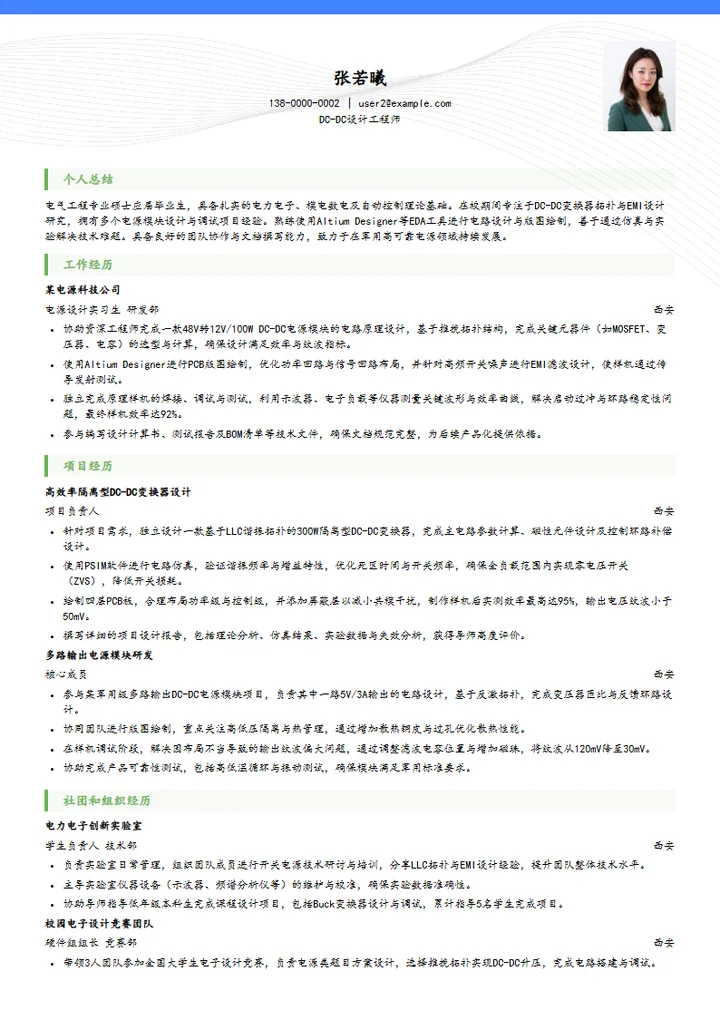 张若曦
138-0000-0002 | user2@example.com
DC-DC设计工程师
个人总结
电气工程专业硕士应届毕业生，具备扎实的电力电子、模电数电及自动控制理论基础。在校期间专注于DC-DC变换器拓扑与EMI设计
研究，拥有多个电源模块设计与调试项目经验。熟练使用Altium Designer等EDA工具进行电路设计与版图绘制，善于通过仿真与实
验解决技术难题。具备良好的团队协作与文档撰写能力，致力于在军用高可靠电源领域持续发展。
工作经历
某电源科技公司
电源设计实习生 研发部 西安
• 协助资深工程师完成一款48V转12V/100W DC-DC电源模块的电路原理设计，基于推挽拓扑结构，完成关键元器件（如MOSFET、变
压器、电容）的选型与计算，确保设计满足效率与纹波指标。
• 使用Altium Designer进行PCB版图绘制，优化功率回路与信号回路布局，并针对高频开关噪声进行EMI滤波设计，使样机通过传
导发射测试。
• 独立完成原理样机的焊接、调试与测试，利用示波器、电子负载等仪器测量关键波形与效率曲线，解决启动过冲与环路稳定性问
题，最终样机效率达92%。
• 参与编写设计计算书、测试报告及BOM清单等技术文件，确保文档规范完整，为后续产品化提供依据。
项目经历
高效率隔离型DC-DC变换器设计
项目负责人 西安
• 针对项目需求，独立设计一款基于LLC谐振拓扑的300W隔离型DC-DC变换器，完成主电路参数计算、磁性元件设计及控制环路补偿
设计。
• 使用PSIM软件进行电路仿真，验证谐振频率与增益特性，优化死区时间与开关频率，确保全负载范围内实现零电压开关
（ZVS），降低开关损耗。
• 绘制四层PCB板，合理布局功率级与控制级，并添加屏蔽层以减小共模干扰，制作样机后实测效率最高达95%，输出电压纹波小于
50mV。
• 撰写详细的项目设计报告，包括理论分析、仿真结果、实验数据与失效分析，获得导师高度评价。
多路输出电源模块研发
核心成员 西安
• 参与某军用级多路输出DC-DC电源模块项目，负责其中一路5V/3A输出的电路设计，基于反激拓扑，完成变压器匝比与反馈环路设
计。
• 协同团队进行版图绘制，重点关注高低压隔离与热管理，通过增加散热铜皮与过孔优化散热性能。
• 在样机调试阶段，解决因布局不当导致的输出纹波偏大问题，通过调整滤波电容位置与增加磁珠，将纹波从120mV降至30mV。
• 协助完成产品可靠性测试，包括高低温循环与振动测试，确保模块满足军用标准要求。
社团和组织经历
电力电子创新实验室
学生负责人 技术部 西安
• 负责实验室日常管理，组织团队成员进行开关电源技术研讨与培训，分享LLC拓扑与EMI设计经验，提升团队整体技术水平。
• 主导实验室仪器设备（示波器、频谱分析仪等）的维护与校准，确保实验数据准确性。
• 协助导师指导低年级本科生完成课程设计项目，包括Buck变换器设计与调试，累计指导5名学生完成项目。
校园电子设计竞赛团队
硬件组组长 竞赛部 西安
• 带领3人团队参加全国大学生电子设计竞赛，负责电源类题目方案设计，选择推挽拓扑实现DC-DC升压，完成电路搭建与调试。